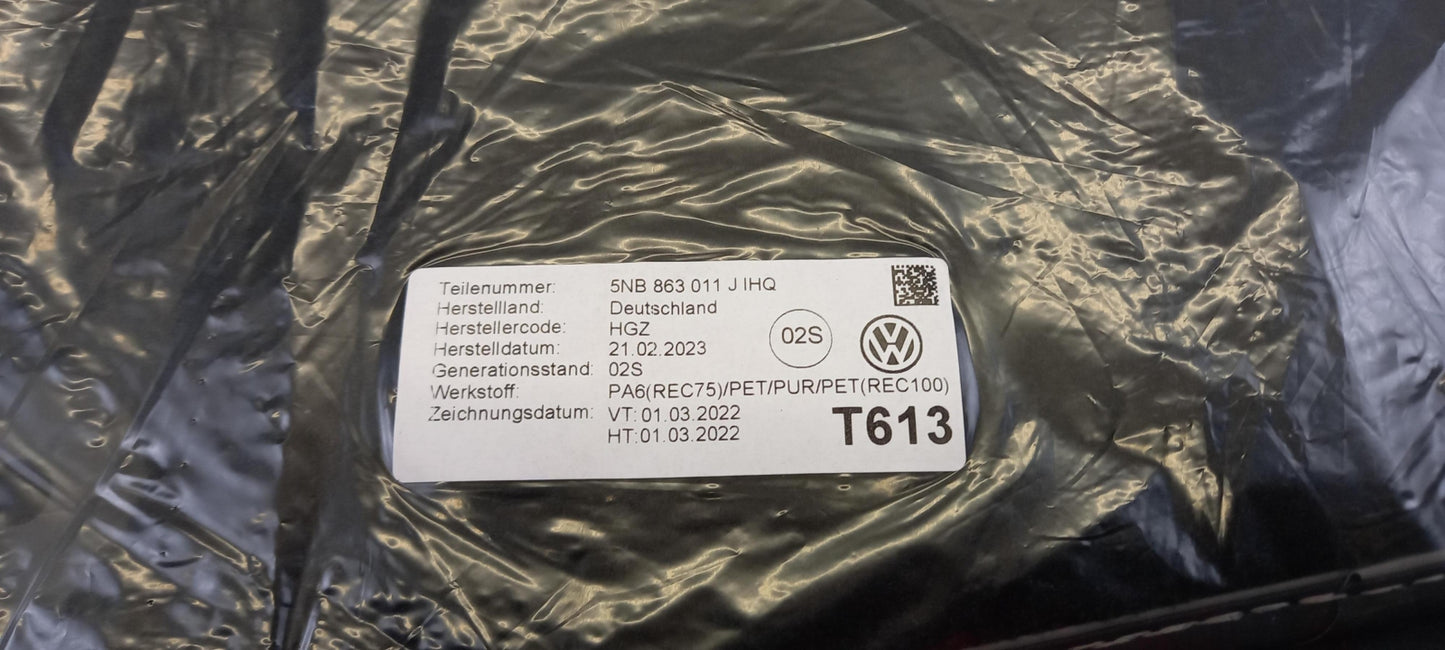 Teilenummer: 5NB 863 011 J IHQ
Herstellland: Deutschland
Herstellercode: HGZ
Herstelldatum: 21.02.2023
Generationsstand: 02S
Werkstoff: PA6(REC75)/PET/PUR/PET(REC100)
Zeichnungsdatum: VT: 01.03.2022
HT:01.03.2022
02S
T613